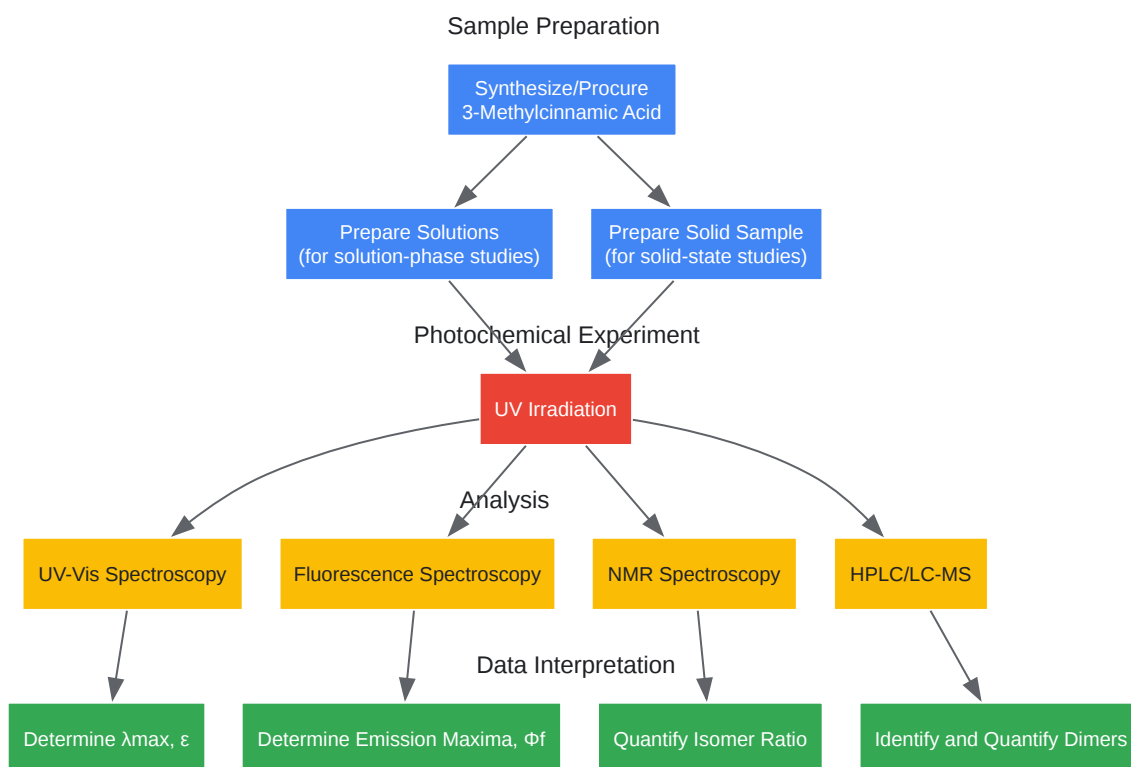 Sample Preparation
Synthesize/Procure
3-Methylcinnamic Acid
Prepare Solutions
(for solution-phase studies)
Prepare Solid Sample
(for solid-state studies)
Photochemical Experiment
UV Irradiation
Analysis
UV-Vis Spectroscopy
Fluorescence Spectroscopy
NMR Spectroscopy
HPLC/LC-MS
Data Interpretation
Determine λmax, ε
Determine Emission Maxima, Φf
Quantify Isomer Ratio
Identify and Quantify Dimers